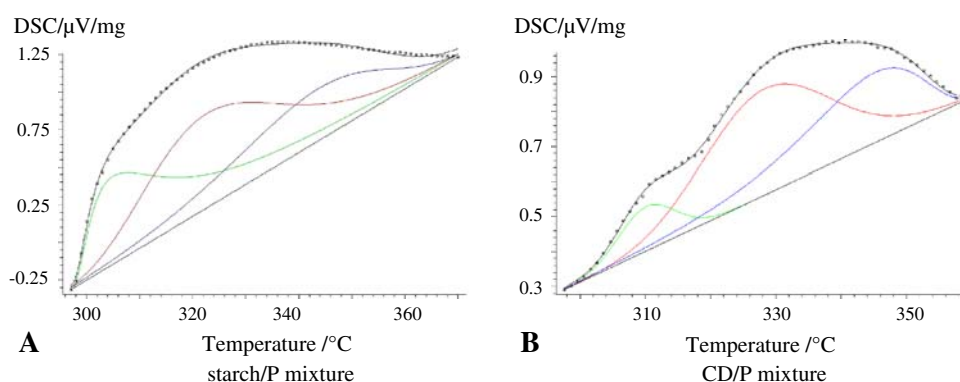 DSC/μV/mg
1.25
0.75
0.25
-0.25
300
320
340
360
A
Temperature /°C
starch/P mixture
DSC/μV/mg
0.9
0.7
0.5
0.3
310
330
350
B
Temperature /°C
CD/P mixture